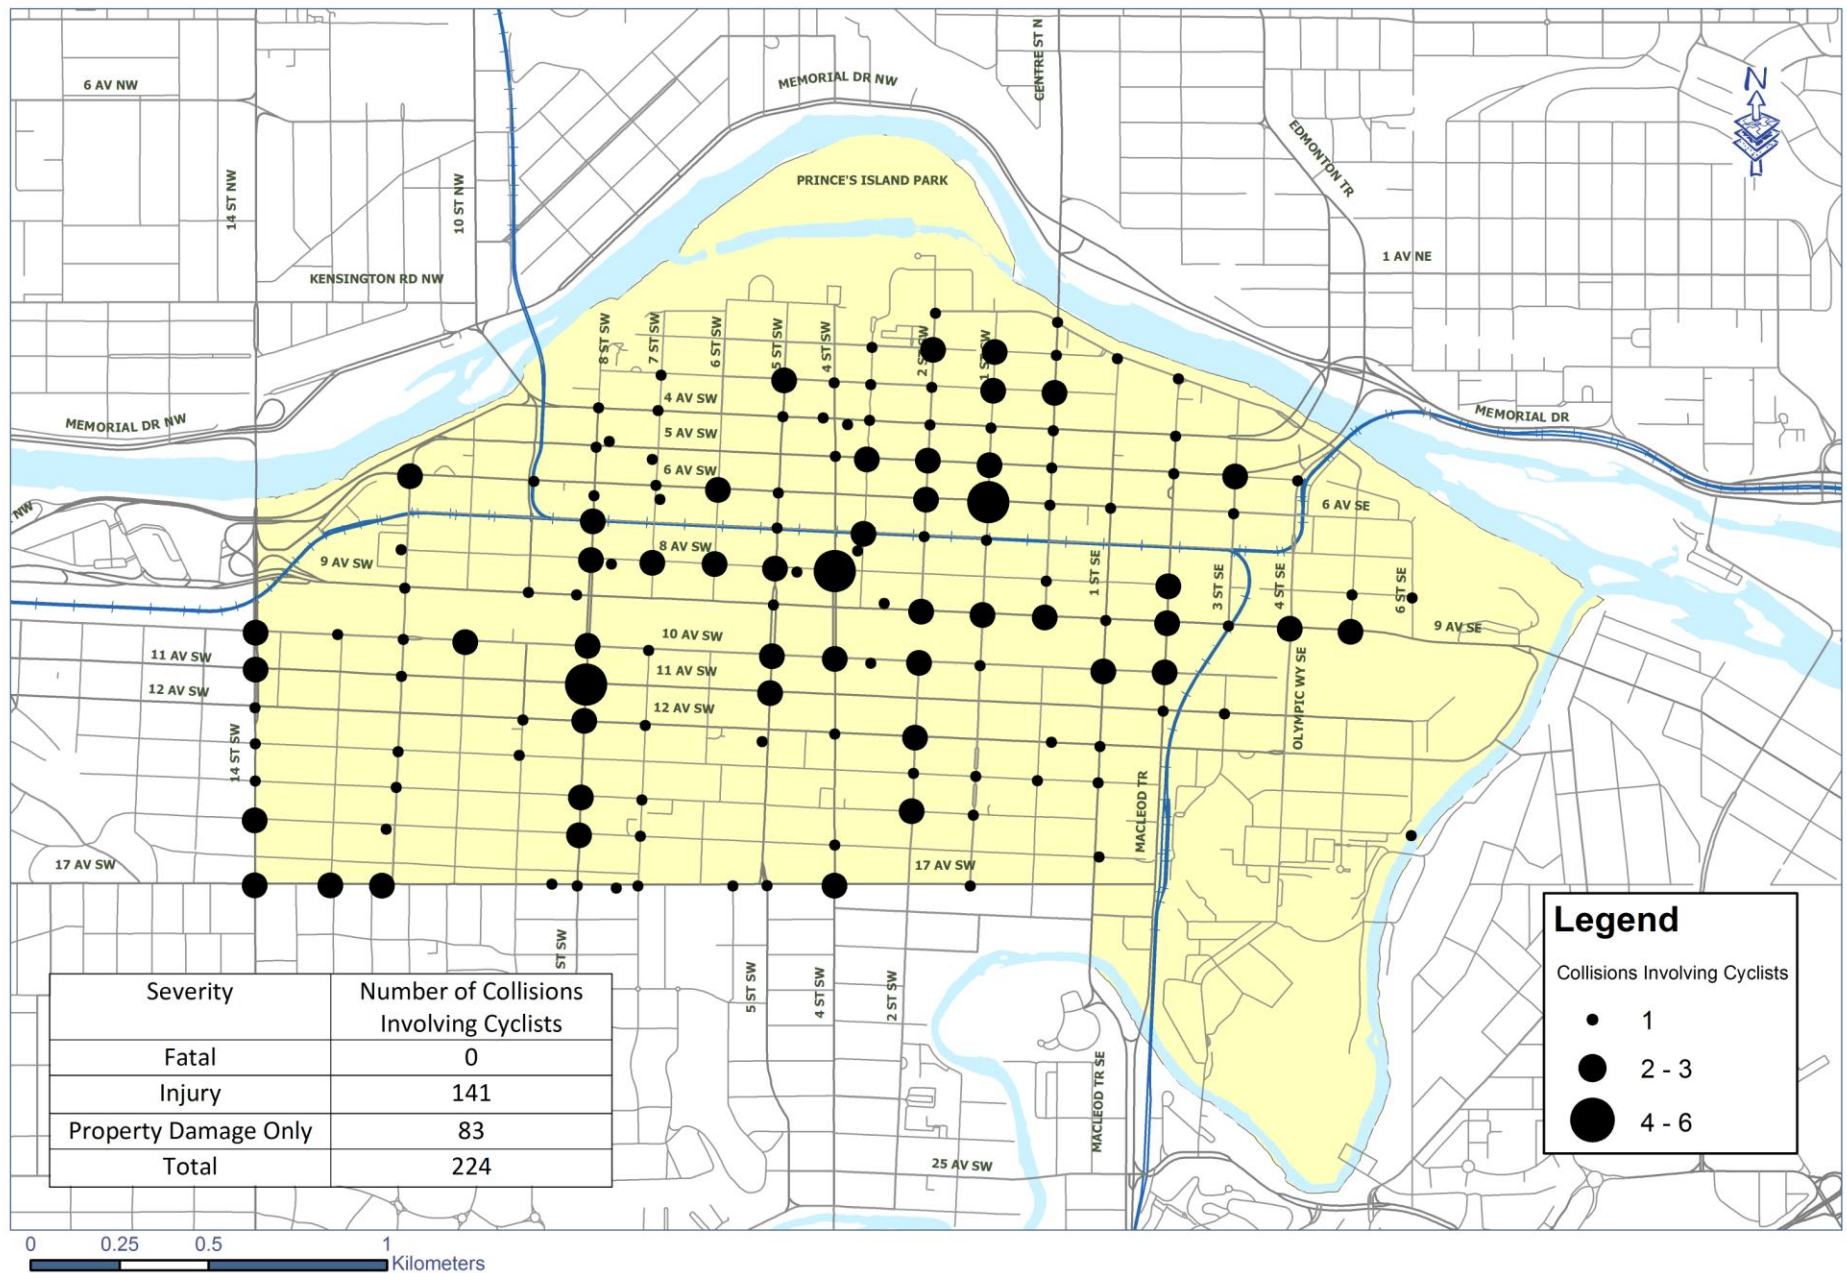 6 AV NW
MEMORIAL DR NW
CENTRE ST N
N
EDMONTON TR
14 ST NW
10 ST NW
PRINCE'S ISLAND PARK
KENSINGTON RD NW
1 AV NE
8 ST SW
7 ST SW
6 ST SW
5 ST SW
4 ST SW
2 ST SW
1 ST SW
4 AV SW
MEMORIAL DR NW
5 AV SW
MEMORIAL DR
6 AV SW
NW
6 AV SE
8 AV SW
9 AV SW
1 ST SE
3 ST SE
4 ST SE
6 ST SE
10 AV SW
9 AV SE
11 AV SW
11 AV SW
12 AV SW
12 AV SW
OLYMPIC WY SE
14 ST SW
MACLEOD TR
17 AV SW
17 AV SW
ST SW
5 ST SW
4 ST SW
2 ST SW
MACLEOD TR SE
25 AV SW
Severity
Number of Collisions
Involving Cyclists
Fatal
0
Injury
141
Property Damage Only
83
Total
224
Legend
Collisions Involving Cyclists
1
2 - 3
4 - 6
0
0.25
0.5
1
Kilometers